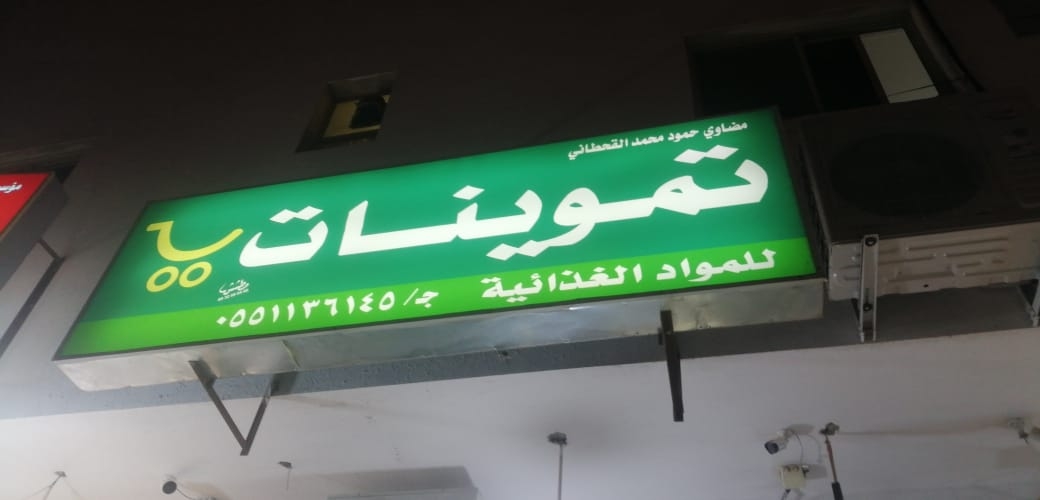 مضاوي حمود محمد القحطاني
تموينات
للمواد الغذائية
ج/ ٠٥٥١١٣٦١٤٥